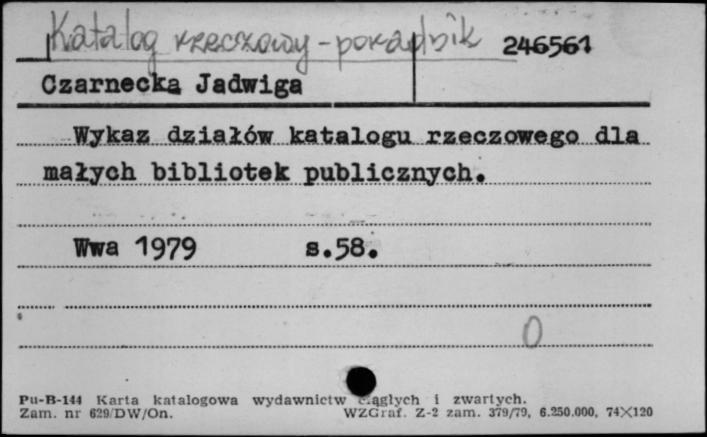 Katalog rzeczowy - poradnik 246561
Czarnecka Jadwiga
Wykaz działów katalogu rzeczowego dla
małych bibliotek publicznych.
Wwa 1979 s.58.
0
Pu-B-144 Karta katalogowa wydawnictw ciągłych i zwartych.
Zam. nr 629/DW/On. WZGraf. Z-2 zam. 379/79, 6.250.000, 74×120